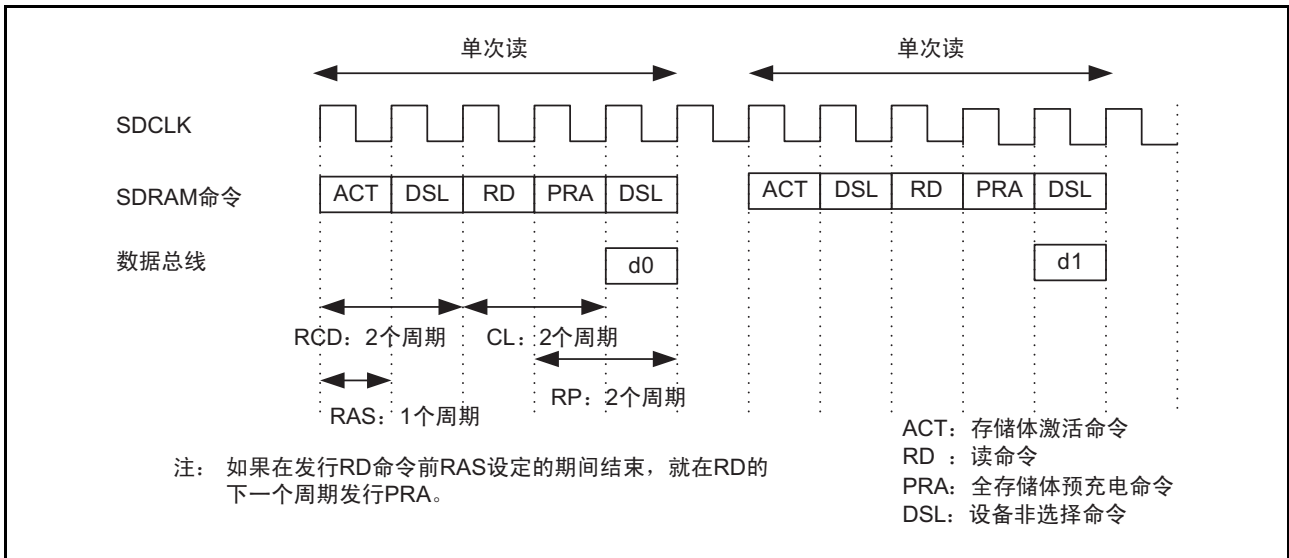 单次读 单次读
SDCLK
SDRAM命令 ACT DSL RD PRA DSL ACT DSL RD PRA DSL
数据总线 d0 d1
RCD：2个周期 CL：2个周期
RP：2个周期
RAS：1个周期
注： 如果在发行RD命令前RAS设定的期间结束，就在RD的
下一个周期发行PRA。
ACT：存储体激活命令
RD ：读命令
PRA：全存储体预充电命令
DSL：设备非选择命令